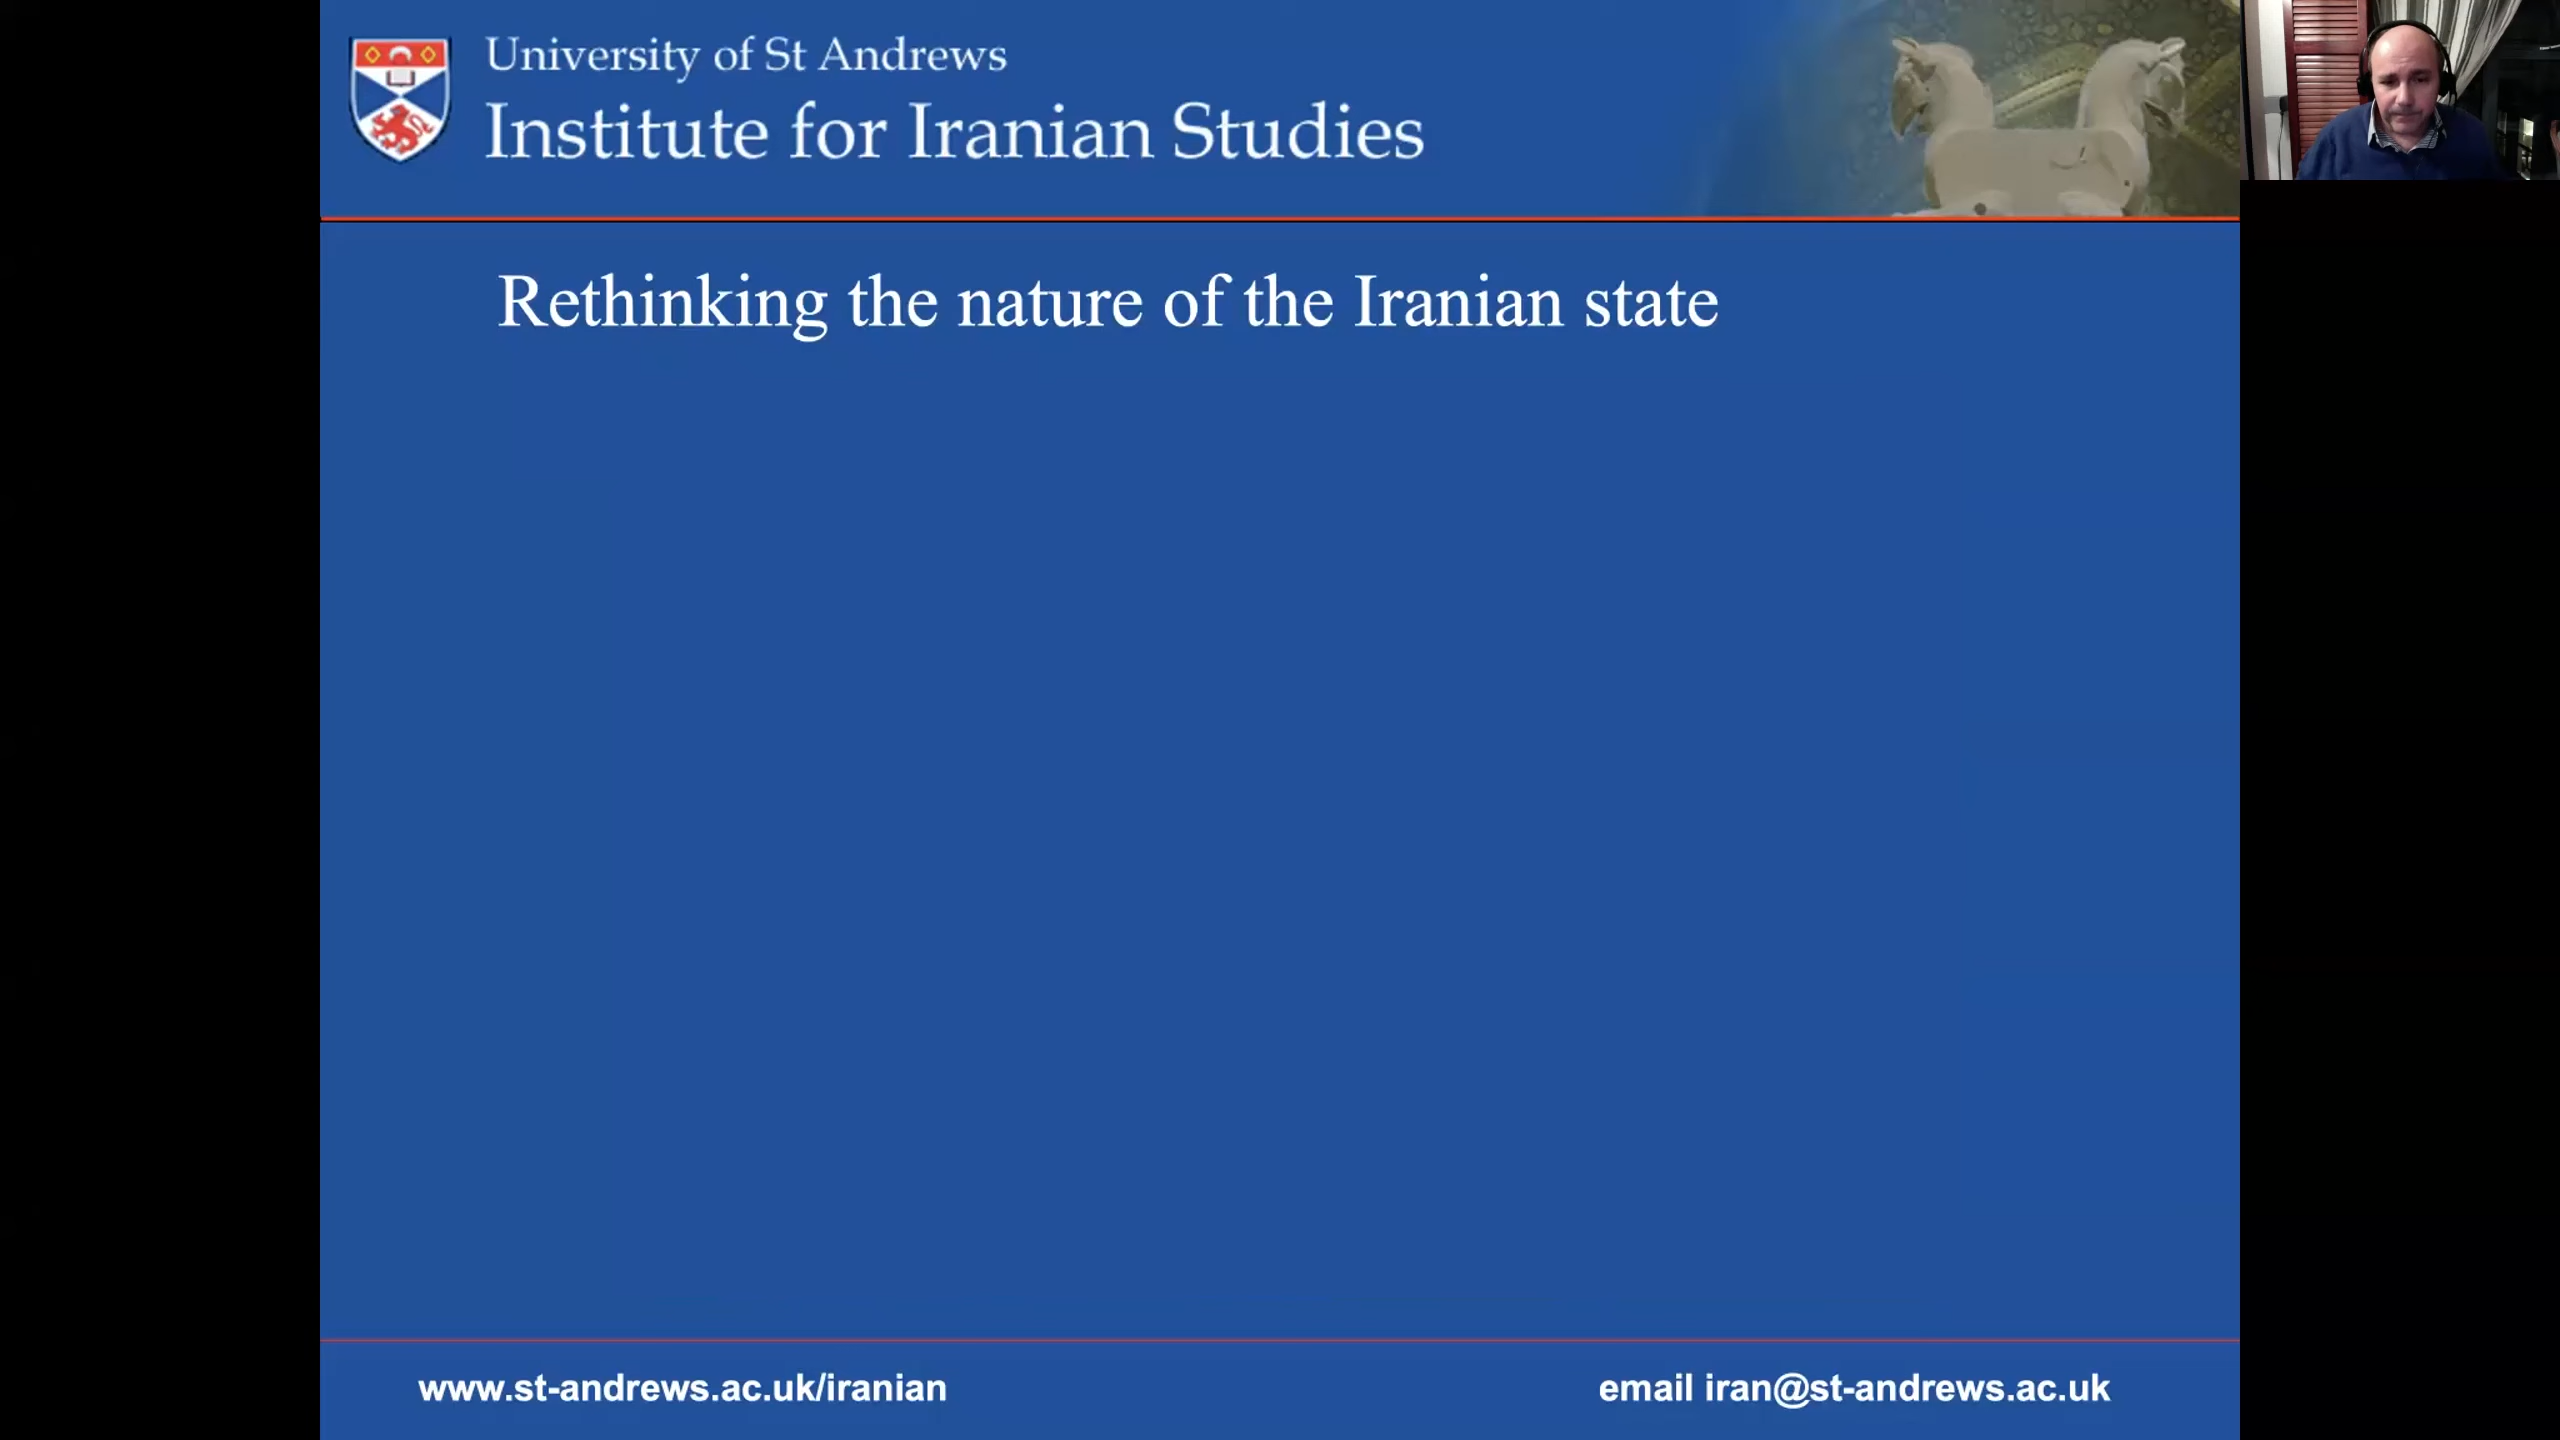 University of St Andrews
Institute for Iranian Studies
Rethinking the nature of the Iranian state
www.st-andrews.ac.uk/iranian
email iran@st-andrews.ac.uk